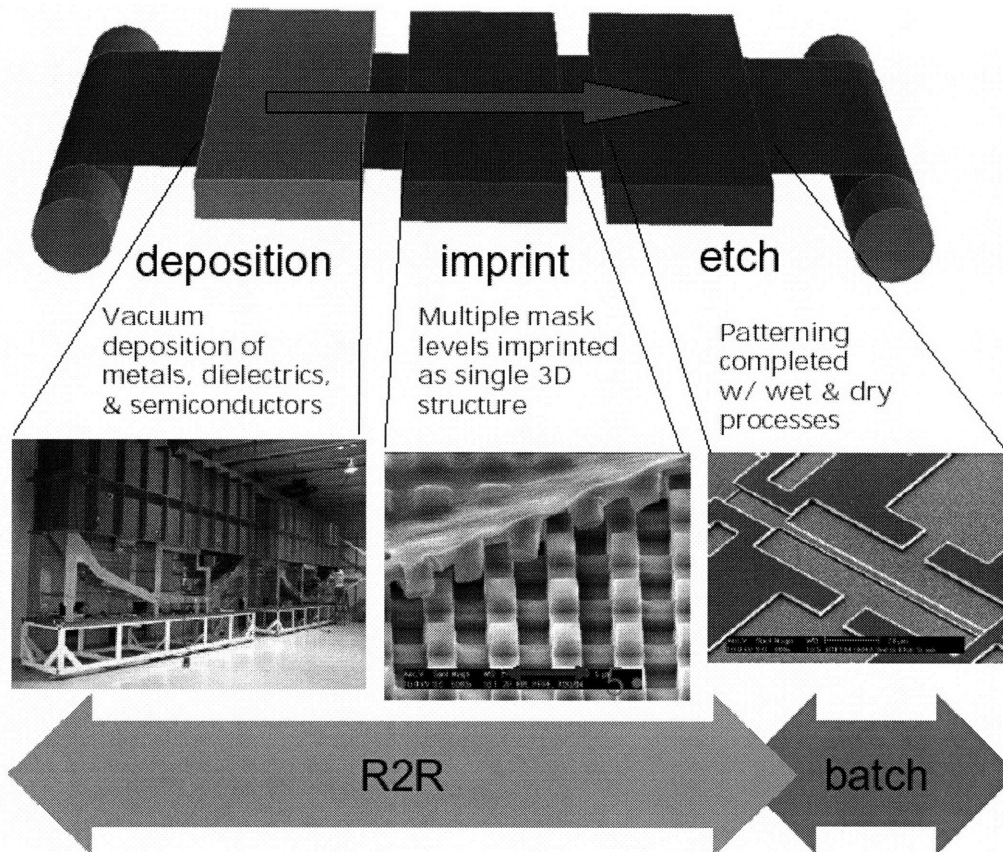 deposition
Vacuum
deposition of
metals, dielectrics,
& semiconductors
imprint
Multiple mask
levels imprinted
as single 3D
structure
etch
Patterning
completed
w/ wet & dry
processes
R2R
batch